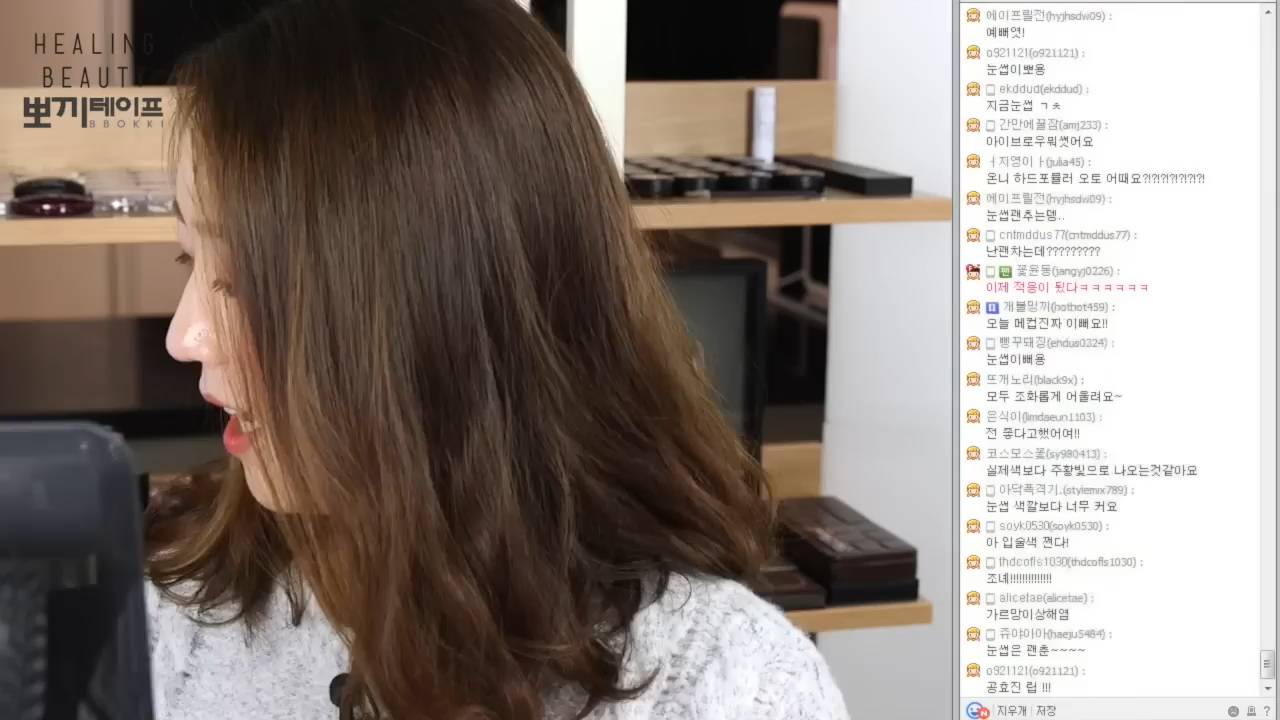 HEALING
BEAUTY
뽀끼테이프
BBOKKI
에이프릴전(hyjhsdw09) :
예뻐엿!
o921121(o921121) :
눈썹이뽀용
ekddud(ekddud) :
지금눈썹 ㄱㅊ
간만에꿀잠(amj233) :
아이브로우뭐썻어요
ㅕ지영이ㅏ(julia45) :
온니 하드포뮬러 오토 어때요?!?!?!?!?!?!?!
에이프릴전(hyjhsdw09) :
눈썹괜추는뎅..
cntmddus77(cntmddus77) :
난괜차는데?????????
꽃윤동(jangyj0226) :
이제 적응이 됬다ㅋㅋㅋㅋㅋㅋ
개불밍끼(hothot459) :
오늘 메컵진짜 이뻐요!!
삥꾸돼징(ehdus0324) :
눈썹이뻐용
뜨개노리(black9x) :
모두 조화롭게 어울려요~
은식이(limdaeun1103) :
전 좋다고했어여!!
코스모스꽃(sy980413) :
실제색보다 주황빛으로 나오는것같아요
아닥폭격기.(stylemix789) :
눈썹 색깔보다 너무 커요
soyk0530(soyk0530) :
아 입술색 쩐다!
thdcofls1030(thdcofls1030) :
조녜!!!!!!!!!!!!!!
alicetae(alicetae) :
가르망이상해염
쥬야이아(haeju5484) :
눈썹은 괜춘~~~~
o921121(o921121) :
공효진 립 !!!
지우개 저장